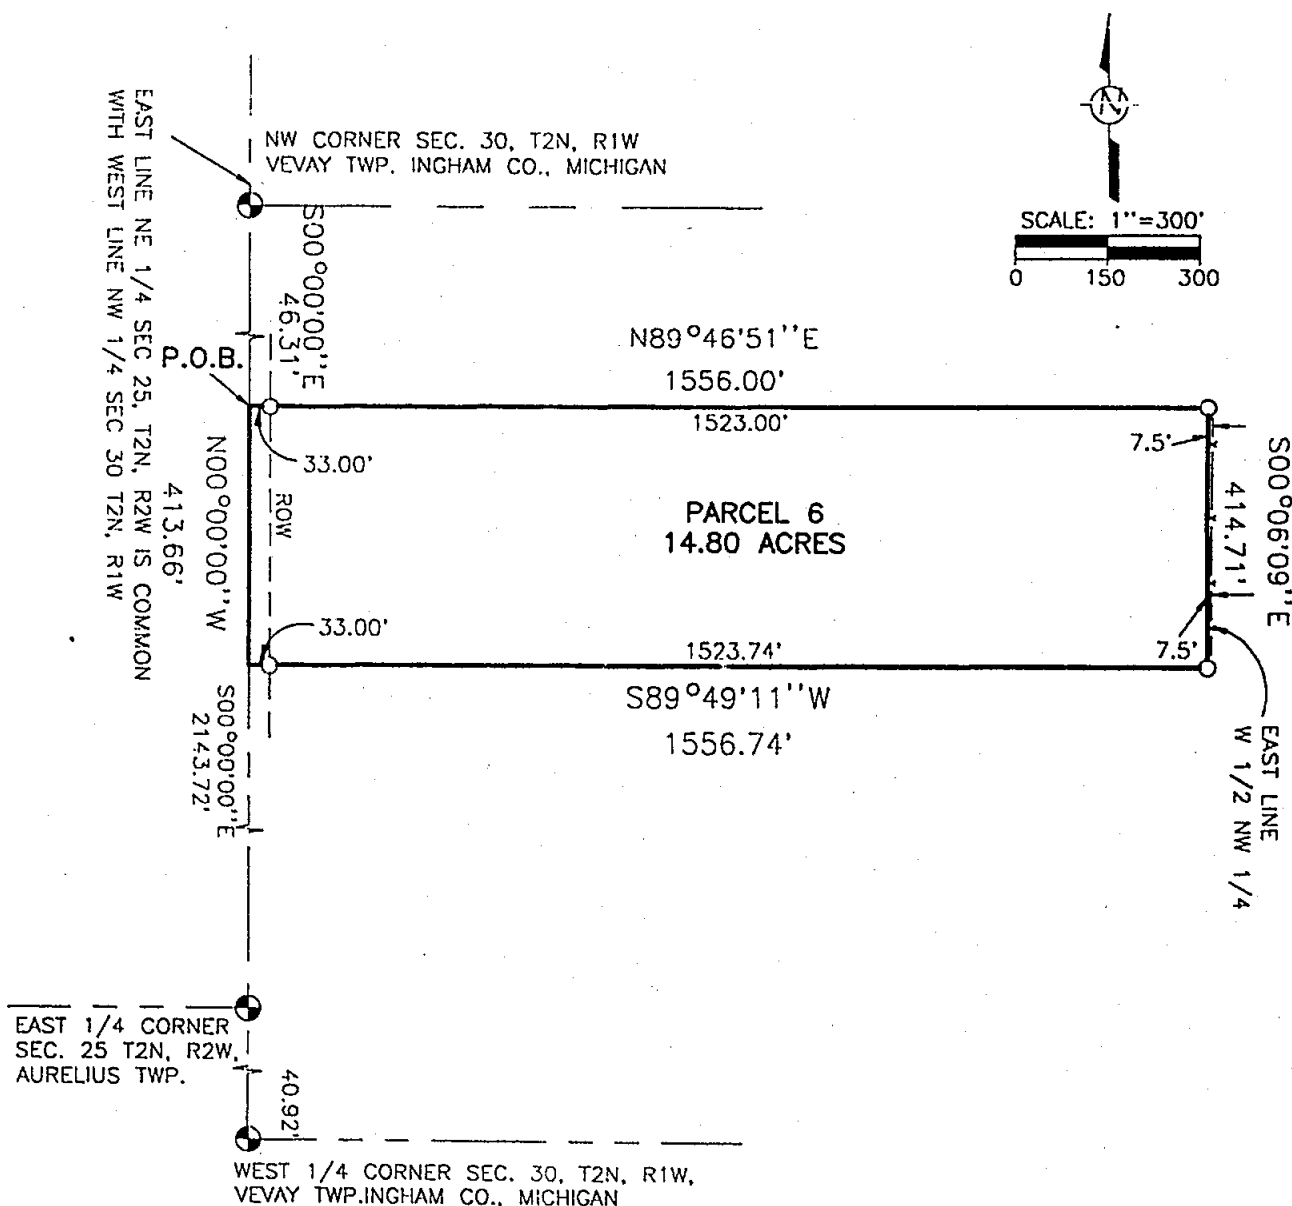 NW CORNER SEC. 30, T2N, R1W
VEVAY TWP. INGHAM CO., MICHIGAN
N
SCALE: 1''=300'
0 150 300
EAST LINE NE 1/4 SEC 25, T2N, R2W IS COMMON
WITH WEST LINE NW 1/4 SEC 30 T2N, R1W
S00°00'00''E
46.31'
P.O.B.
N89°46'51''E
1556.00'
1523.00'
33.00'
7.5'
S00°06'09''E
414.71'
N00°00'00''W
413.66'
ROW
PARCEL 6
14.80 ACRES
33.00'
1523.74'
7.5'
S89°49'11''W
1556.74'
EAST LINE
W 1/2 NW 1/4
S00°00'00''E
2143.72'
EAST 1/4 CORNER
SEC. 25 T2N, R2W,
AURELIUS TWP.
40.92'
WEST 1/4 CORNER SEC. 30, T2N, R1W,
VEVAY TWP.INGHAM CO., MICHIGAN